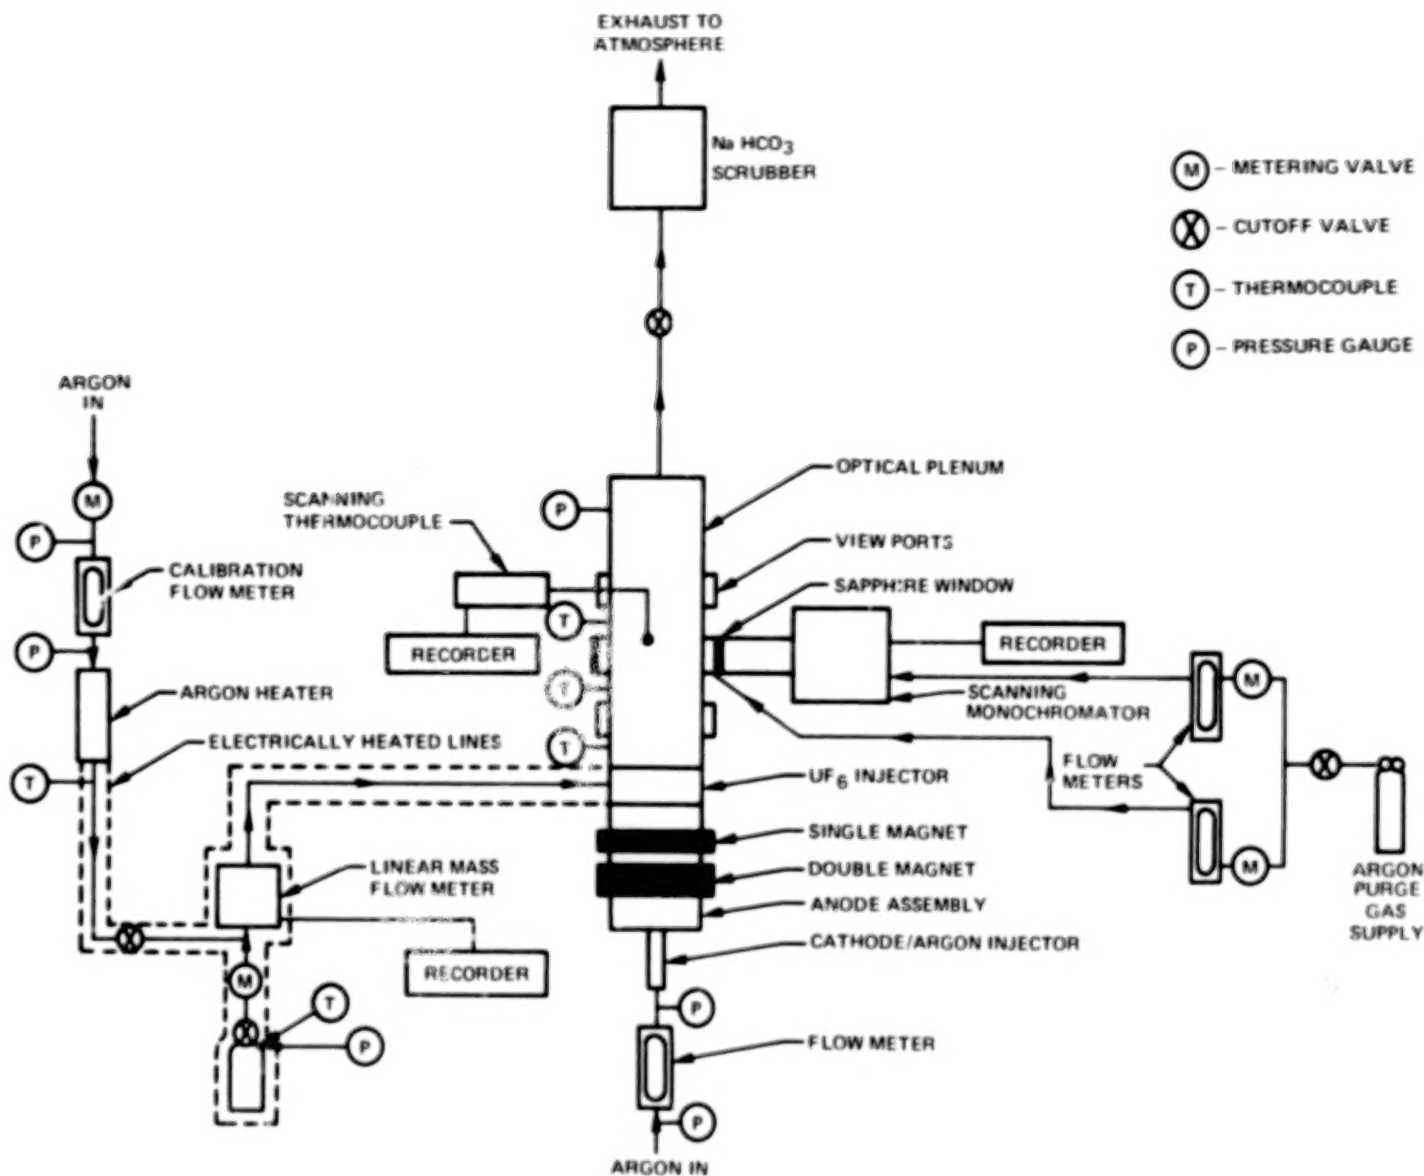 EXHAUST TO
ATMOSPHERE
Na HCO3
SCRUBBER
M - METERING VALVE
X - CUTOFF VALVE
T - THERMOCOUPLE
P - PRESSURE GAUGE
ARGON
IN
M
P
CALIBRATION
FLOW METER
P
ARGON HEATER
ELECTRICALLY HEATED LINES
T
SCANNING
THERMOCOUPLE
RECORDER
P
T
T
T
OPTICAL PLENUM
VIEW PORTS
SAPPHIRE WINDOW
RECORDER
SCANNING
MONOCHROMATOR
FLOW
METERS
M
M
ARGON
PURGE
GAS
SUPPLY
UF6 INJECTOR
SINGLE MAGNET
DOUBLE MAGNET
ANODE ASSEMBLY
CATHODE/ARGON INJECTOR
LINEAR MASS
FLOW METER
RECORDER
M
T
P
P
FLOW METER
P
ARGON IN